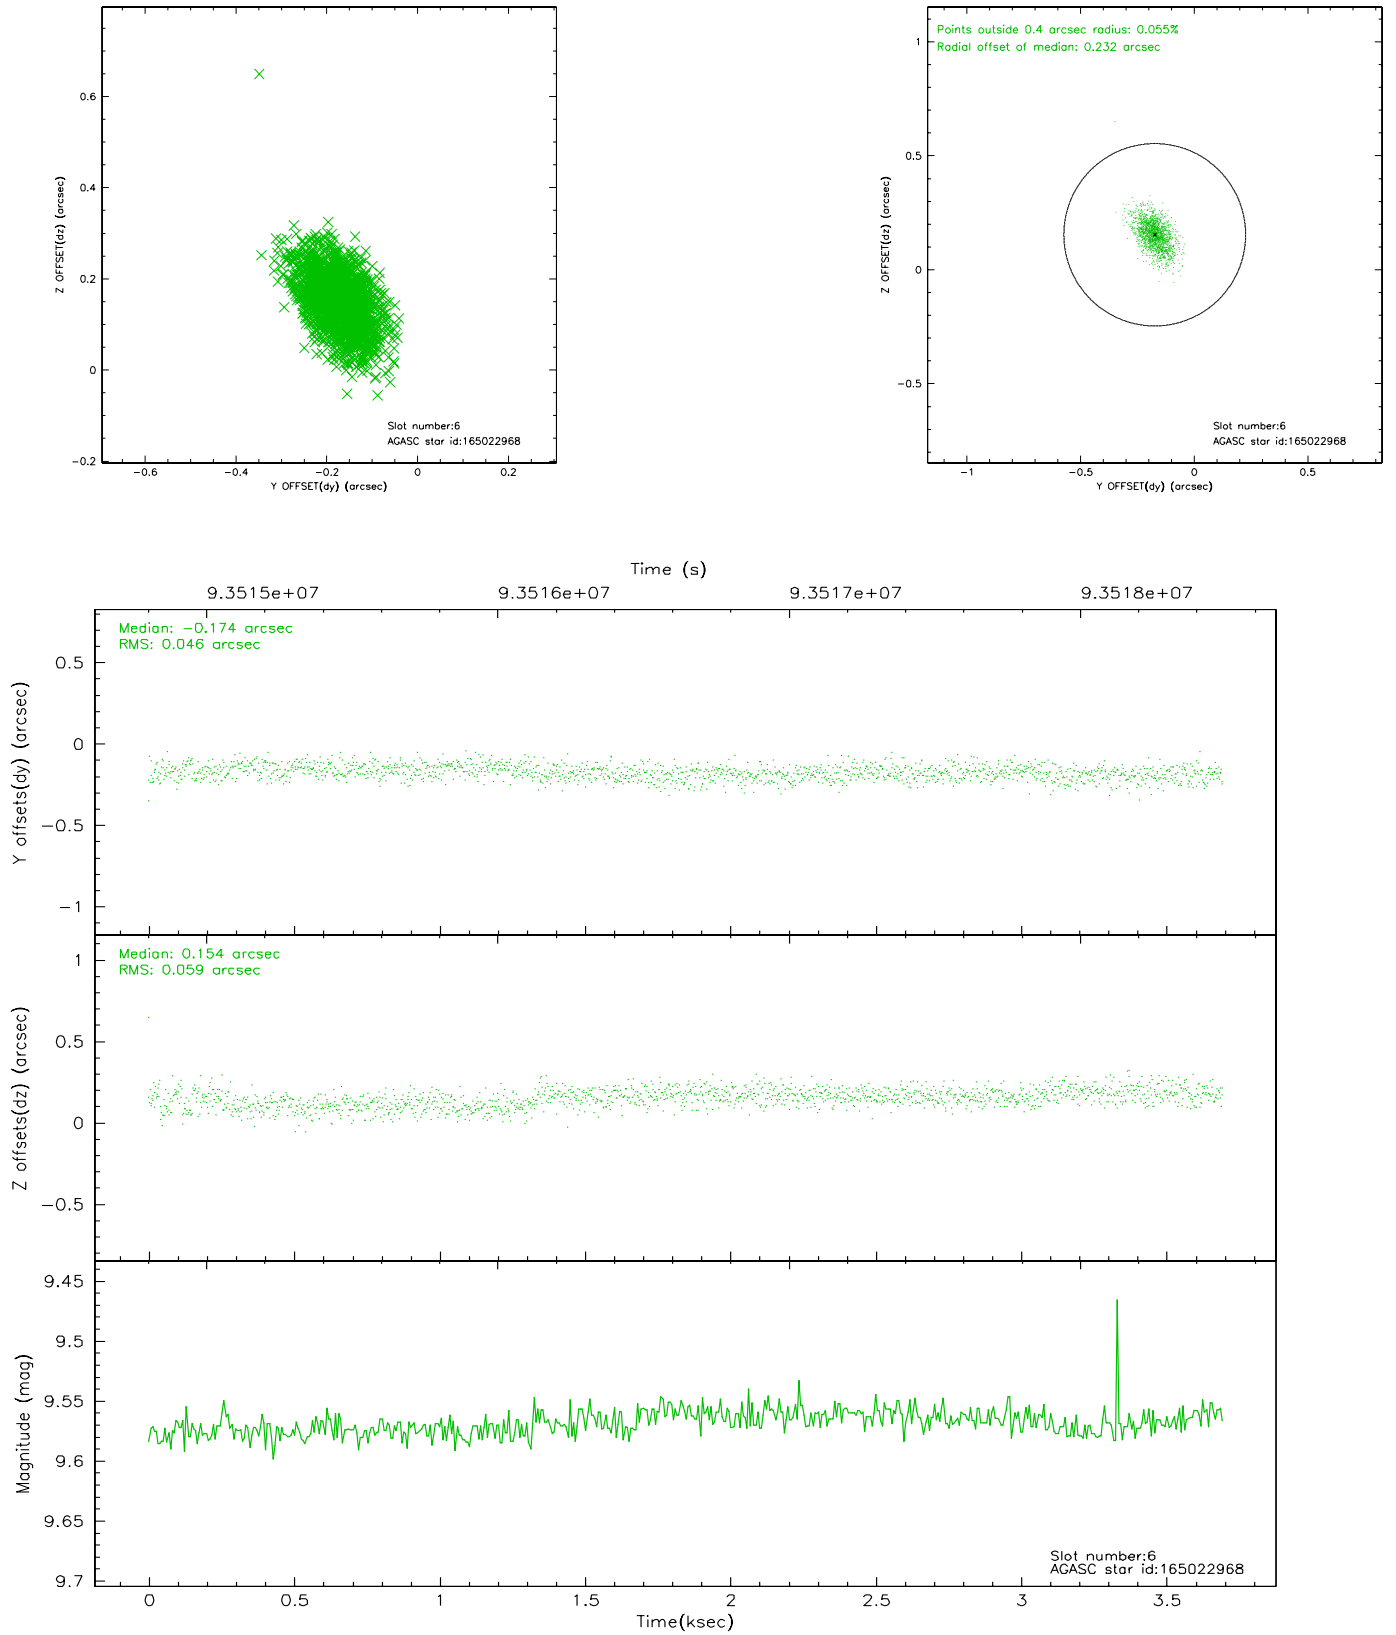 0.6
0.4
0.2
0
−0.2
Z OFFSET(dz) (arcsec)
Slot number:6
AGASC star id:165022968
−0.6 −0.4 −0.2 0 0.2
Y OFFSET(dy) (arcsec)
Points outside 0.4 arcsec radius: 0.055%
Radial offset of median: 0.232 arcsec
1
0.5
0
−0.5
Z OFFSET(dz) (arcsec)
Slot number:6
AGASC star id:165022968
−1 −0.5 0 0.5
Y OFFSET(dy) (arcsec)
Time (s)
9.3515e+07 9.3516e+07 9.3517e+07 9.3518e+07
Median: −0.174 arcsec
RMS: 0.046 arcsec
0.5
0
−0.5
−1
Y offsets(dy) (arcsec)
Median: 0.154 arcsec
RMS: 0.059 arcsec
1
0.5
0
−0.5
Z offsets(dz) (arcsec)
9.45
9.5
9.55
9.6
9.65
9.7
Magnitude (mag)
Slot number:6
AGASC star id:165022968
0 0.5 1 1.5 2 2.5 3 3.5
Time(ksec)